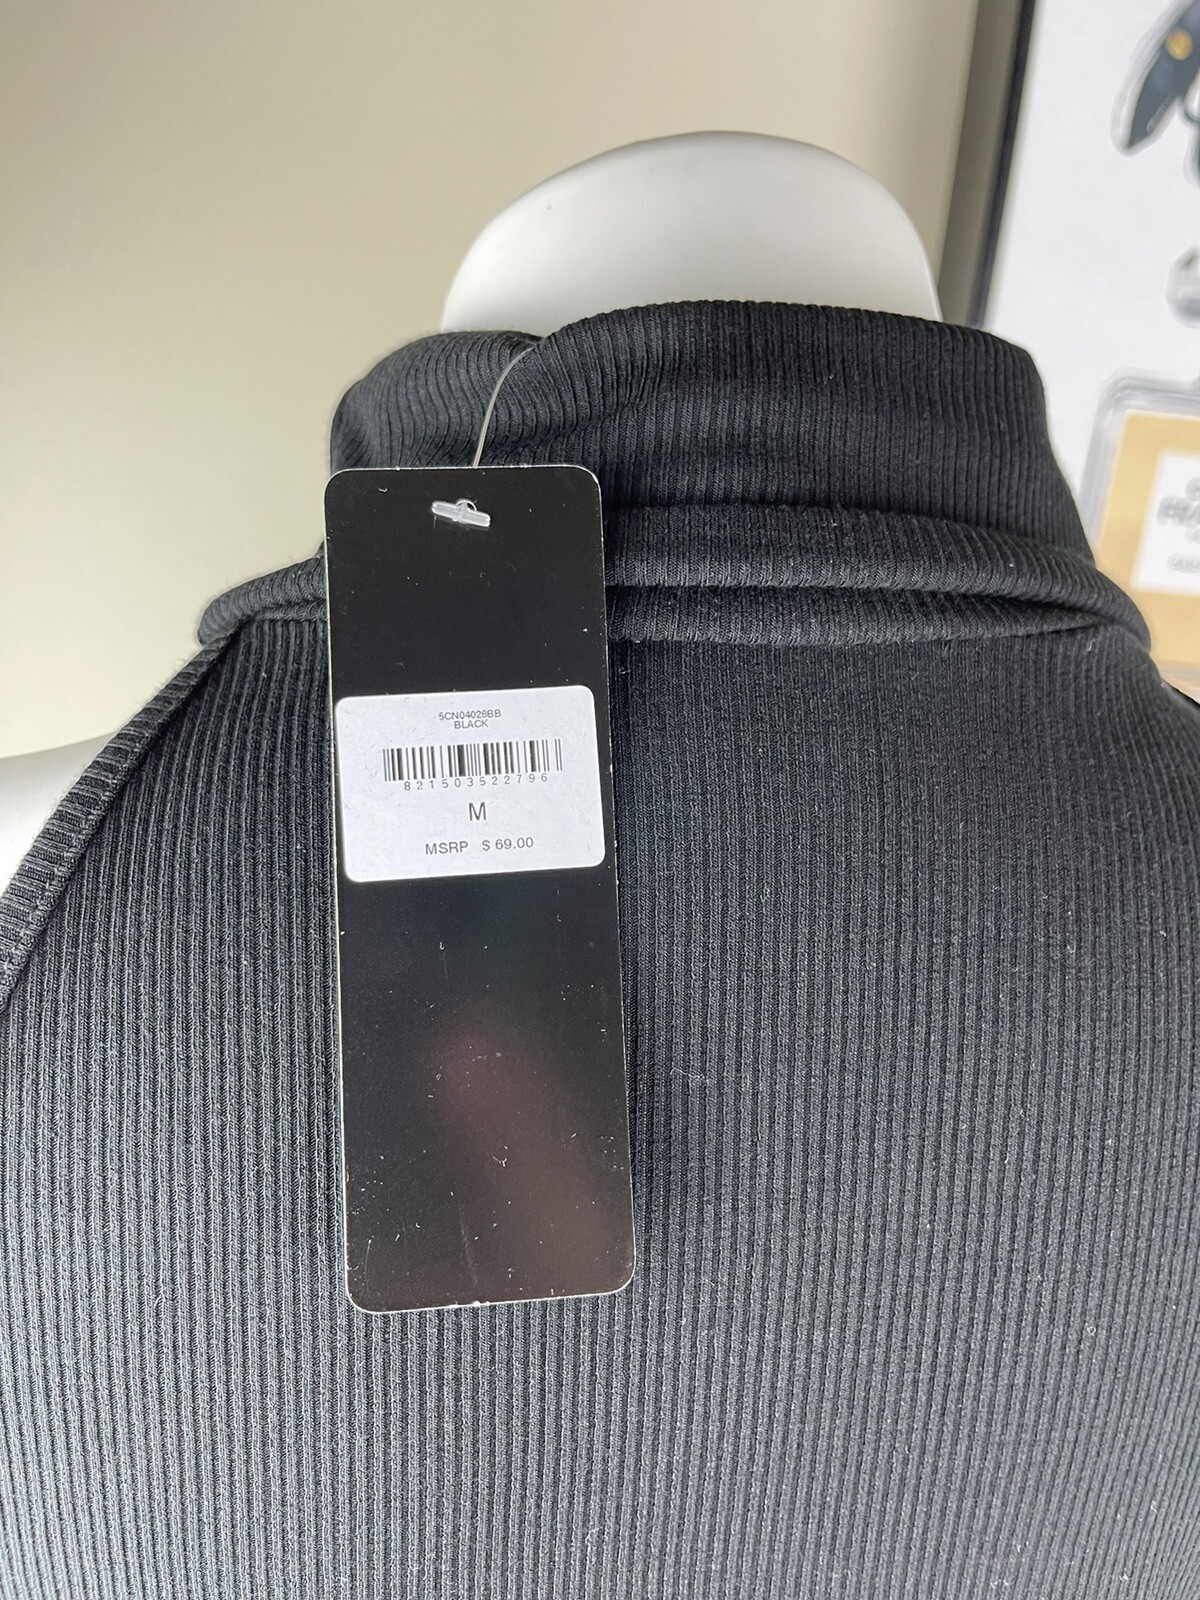 5CN04028BB
BLACK
821503522796
M
MSRP $ 69.00